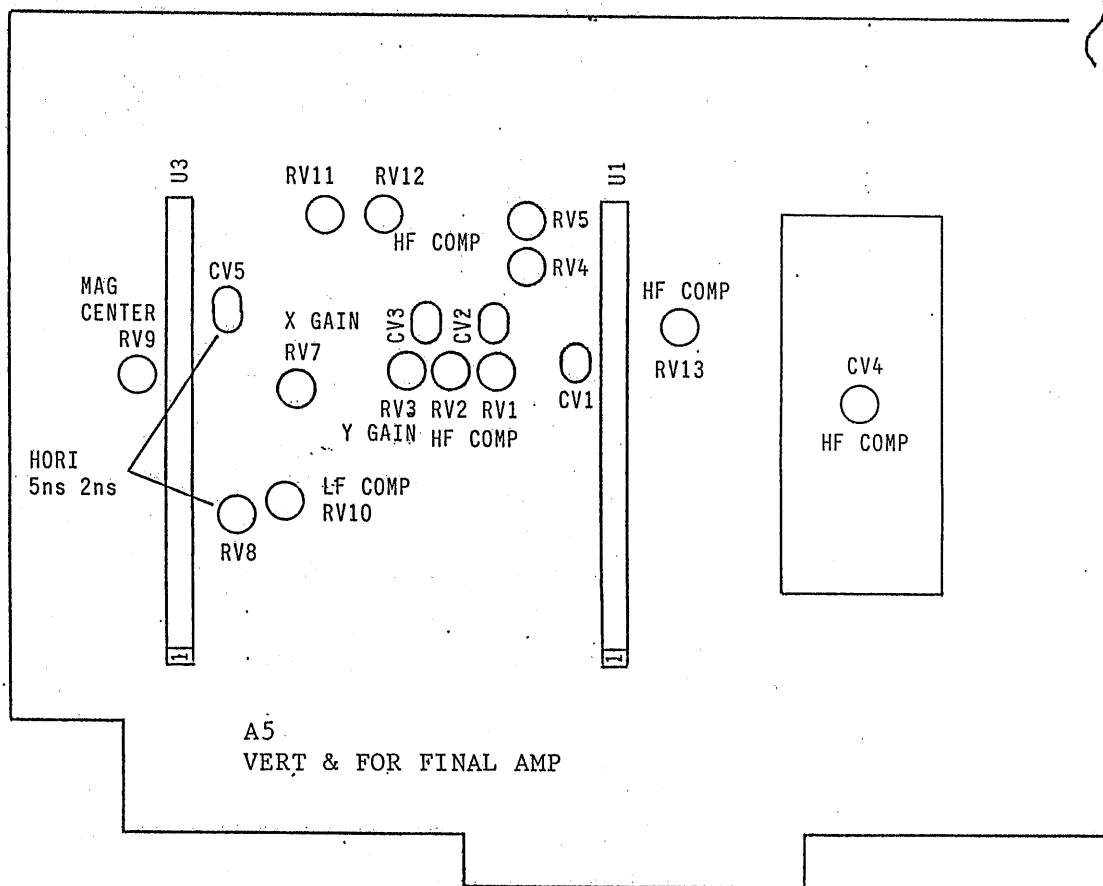 U3
RV11
RV12
U1
HF COMP
RV5
RV4
CV5
MAG
CENTER
RV9
X GAIN
RV7
CV3
CV2
HF COMP
RV13
CV4
HF COMP
RV3
RV2
RV1
CV1
Y GAIN
HF COMP
HORI
5ns 2ns
LF COMP
RV10
RV8
1
1
A5
VERT & FOR FINAL AMP